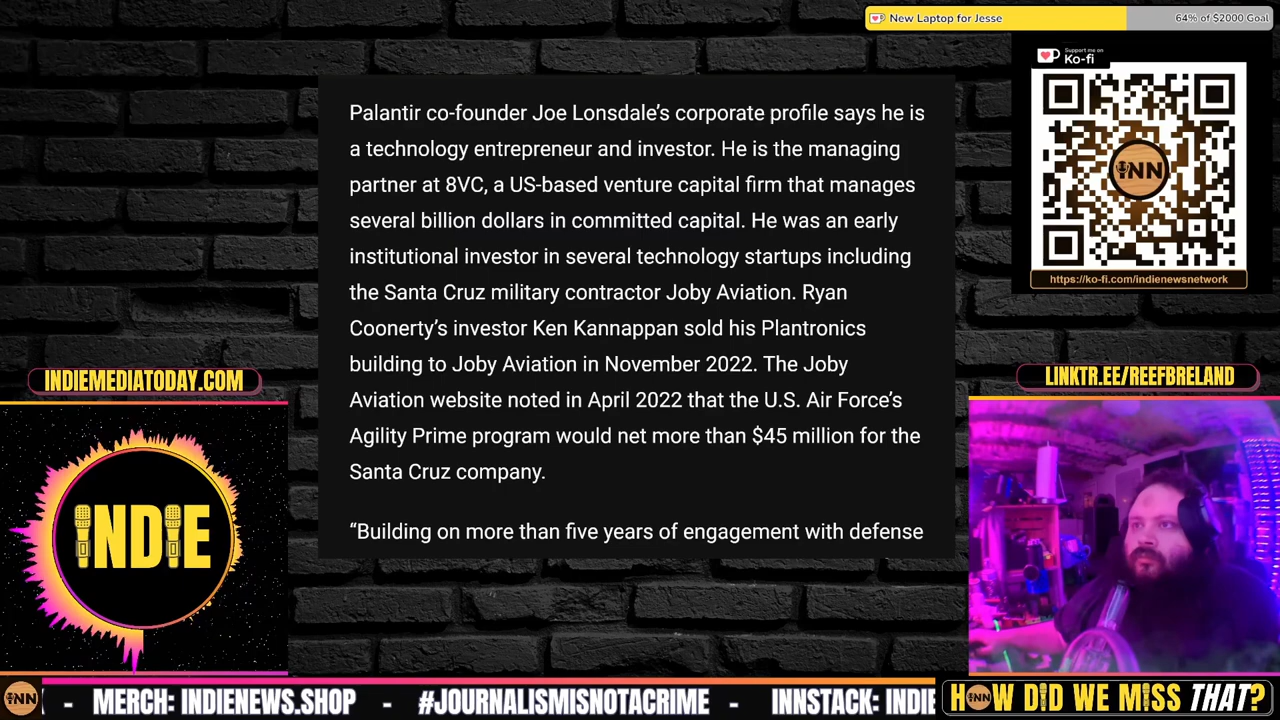 New Laptop for Jesse
64% of $2000 Goal
Support me on
Ko-fi
iNN
https://ko-fi.com/indienewsnetwork
Palantir co-founder Joe Lonsdale’s corporate profile says he is
a technology entrepreneur and investor. He is the managing
partner at 8VC, a US-based venture capital firm that manages
several billion dollars in committed capital. He was an early
institutional investor in several technology startups including
the Santa Cruz military contractor Joby Aviation. Ryan
Coonerty’s investor Ken Kannappan sold his Plantronics
building to Joby Aviation in November 2022. The Joby
Aviation website noted in April 2022 that the U.S. Air Force’s
Agility Prime program would net more than $45 million for the
Santa Cruz company.
“Building on more than five years of engagement with defense
INDIEMEDIATODAY.COM
LINKTR.EE/REEFBRELAND
INDIE
iNN
- MERCH: INDIENEWS.SHOP - #JOURNALISMISNOTACRIME - INNSTACK: INDIE
HOW DID WE MISS THAT?